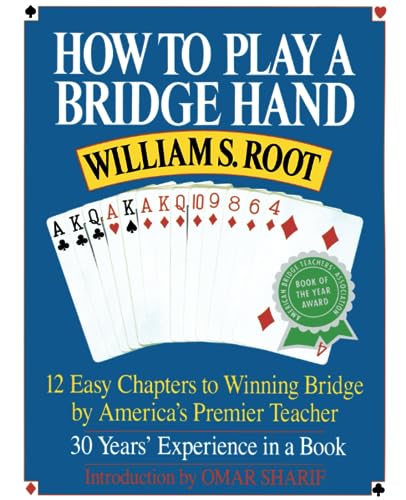 HOW TO PLAY A
BRIDGE HAND
WILLIAM S. ROOT
A K Q A K A K Q 10 9 8 6 4
4
AMERICAN BRIDGE TEACHERS' ASSOCIATION
BOOK OF
THE YEAR
AWARD
12 Easy Chapters to Winning Bridge
by America's Premier Teacher
30 Years' Experience in a Book
Introduction by OMAR SHARIF